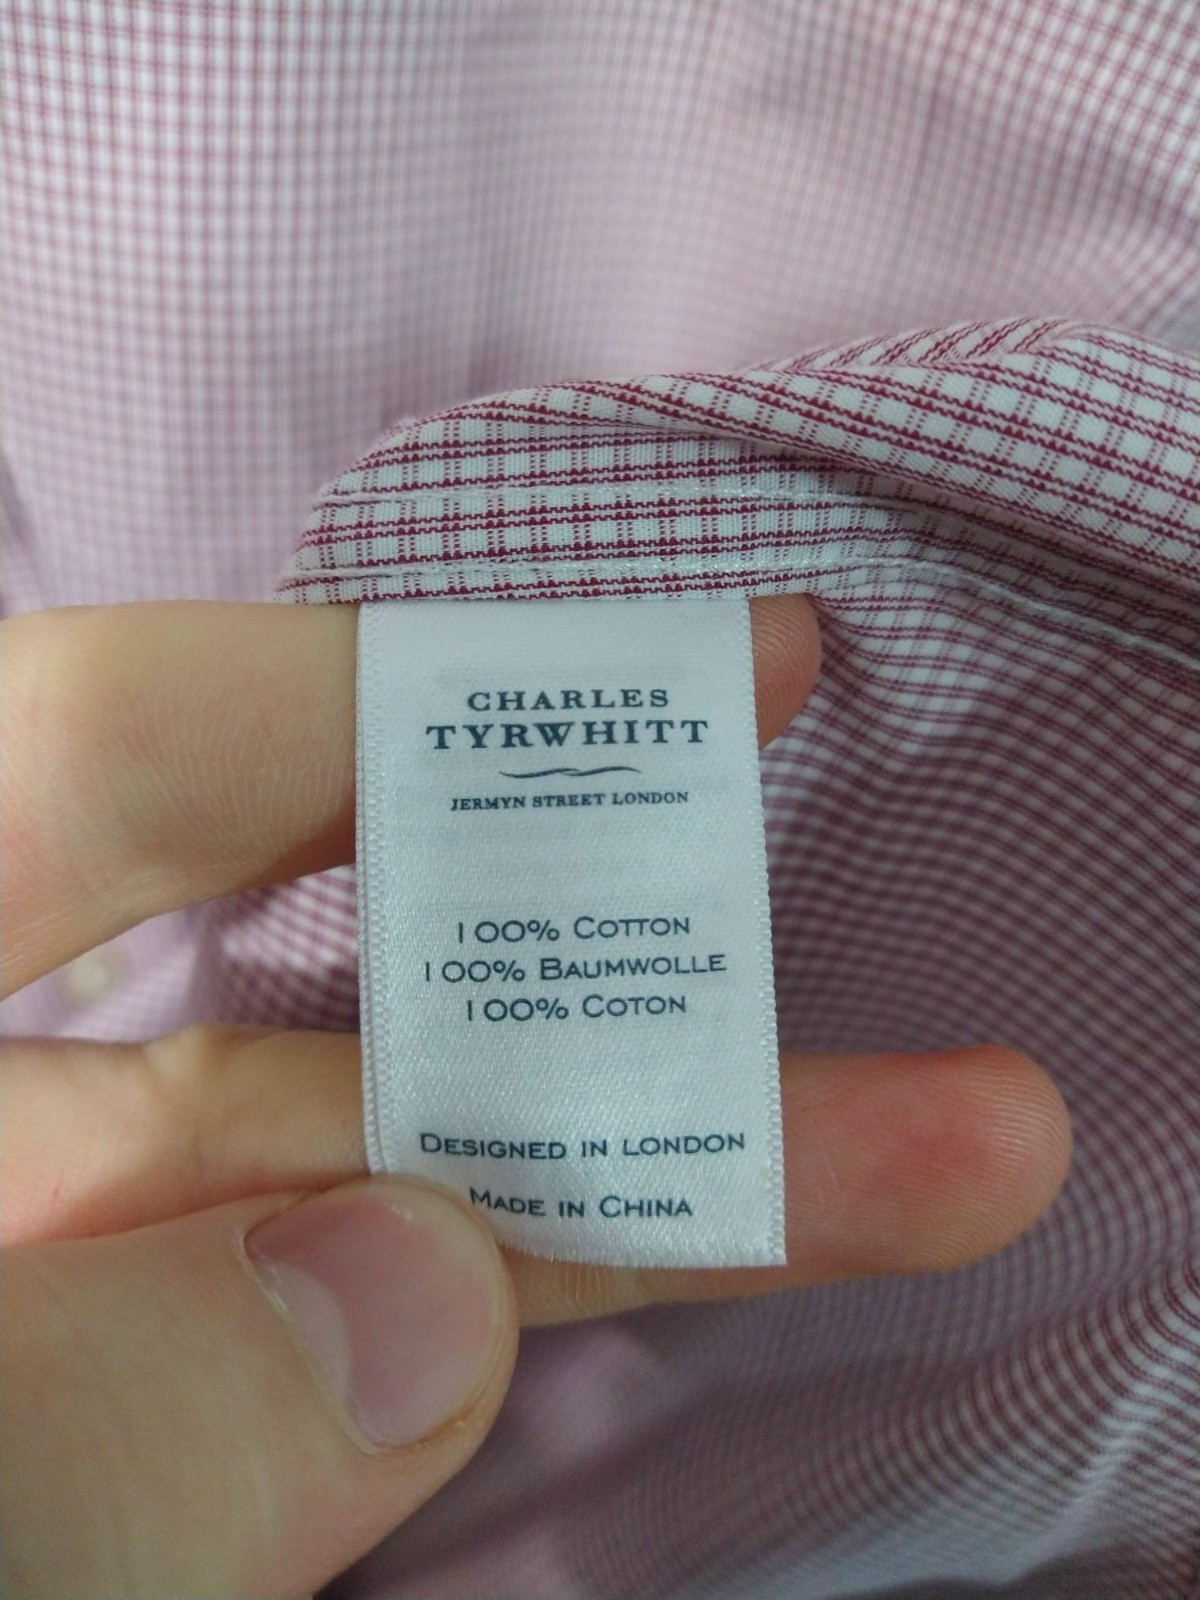 CHARLES
TYRWHITT
JERMYN STREET LONDON
100% COTTON
100% BAUMWOLLE
100% COTON
DESIGNED IN LONDON
MADE IN CHINA